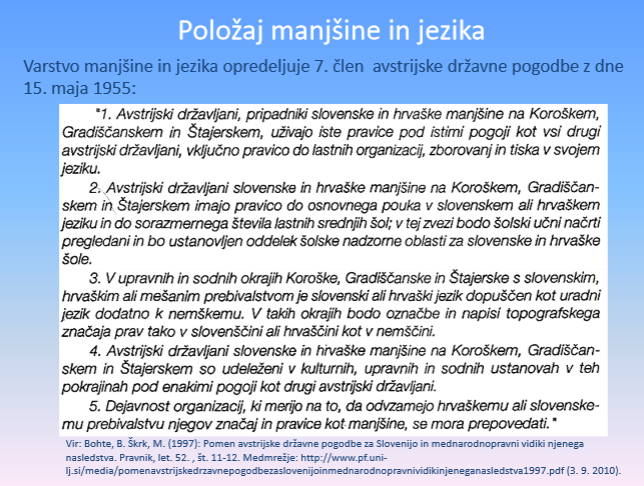 Položaj manjšine in jezika
Varstvo manjšine in jezika opredeljuje 7. člen avstrijske državne pogodbe z dne
15. maja 1955:
"1. Avstrijski državljani, pripadniki slovenske in hrvaške manjšine na Koroškem,
Gradiščanskem in Štajerskem, uživajo iste pravice pod istimi pogoji kot vsi drugi
avstrijski državljani, vključno pravico do lastnih organizacij, zborovanj in tiska v svojem
jeziku.
2. Avstrijski državljani slovenske in hrvaške manjšine na Koroškem, Gradiščan-
skem in Štajerskem imajo pravico do osnovnega pouka v slovenskem ali hrvaškem
jeziku in do sorazmernega števila lastnih srednjih šol; v tej zvezi bodo šolski učni načrti
pregledani in bo ustanovljen oddelek šolske nadzorne oblasti za slovenske in hrvaške
šole.
3. V upravnih in sodnih okrajih Koroške, Gradiščanske in Štajerske s slovenskim,
hrvaškim ali mešanim prebivalstvom je slovenski ali hrvaški jezik dopuščen kot uradni
jezik dodatno k nemškemu. V takih okrajih bodo označbe in napisi topografskega
značaja prav tako v slovenščini ali hrvaščini kot v nemščini.
4. Avstrijski državljani slovenske in hrvaške manjšine na Koroškem, Gradiščan-
skem in Štajerskem so udeleženi v kulturnih, upravnih in sodnih ustanovah v teh
pokrajinah pod enakimi pogoji kot drugi avstrijski državljani.
5. Dejavnost organizacij, ki merijo na to, da odvzamejo hrvaškemu ali slovenske-
mu prebivalstvu njegov značaj in pravice kot manjšini, se mora prepovedati."
Vir: Bohte, B. Škrk, M. (1997): Pomen avstrijske državne pogodbe za Slovenijo in mednarodnopravni vidiki njenega
nasledstva. Pravnik, let. 52. , št. 11-12. Medmrežje: http://www.pf.uni-
lj.si/media/pomenavstrijskedrzavnepogodbezaslovenijoinmednarodnopravnividikinjeneganasledstva1997.pdf (3. 9. 2010).